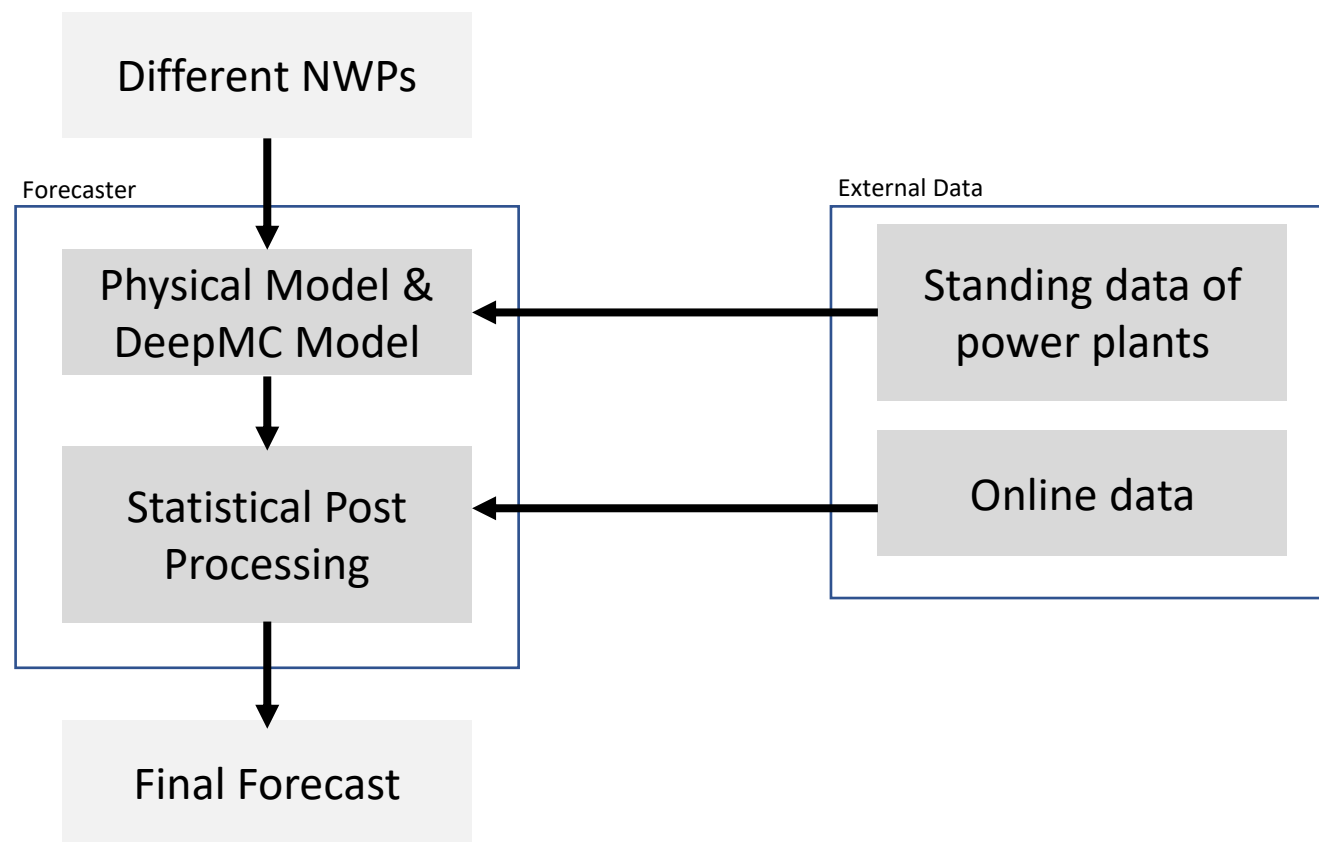 Different NWPs
Forecaster
Physical Model &
DeepMC Model
Statistical Post
Processing
Final Forecast
External Data
Standing data of
power plants
Online data